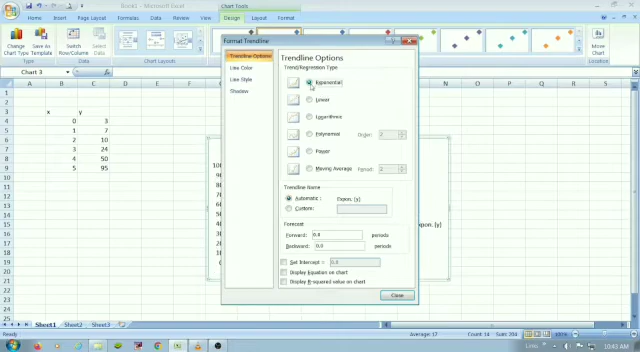 Sheet1 - Microsoft Excel
Chart Tools
Home Insert Page Layout Formulas Data Review View Design Layout Format
Change Chart Type
Save As Template
Switch Row/Column
Select Data
Move Chart
Type
Data
Chart Layouts
Location
Chart 3
fx
A B C D
M N O
x y
0 3
1 7
2 10
3 24
4 50
5 95
Format Trendline
Trendline Options
Line Color
Line Style
Shadow
Trendline Options
Trend/Regression Type
Exponential
Linear
Logarithmic
Polynomial Order: 2
Power
Moving Average Period: 2
Trendline Name
Automatic : Expon. (y)
Custom:
Forecast
Forward: 0.0 periods
Backward: 0.0 periods
Set Intercept = 0.0
Display Equation on chart
Display R-squared value on chart
Close
Expon. (y)
Sheet1 Sheet2 Sheet3
Ready
Average: 17 Count: 14 Sum: 204
10:43 AM